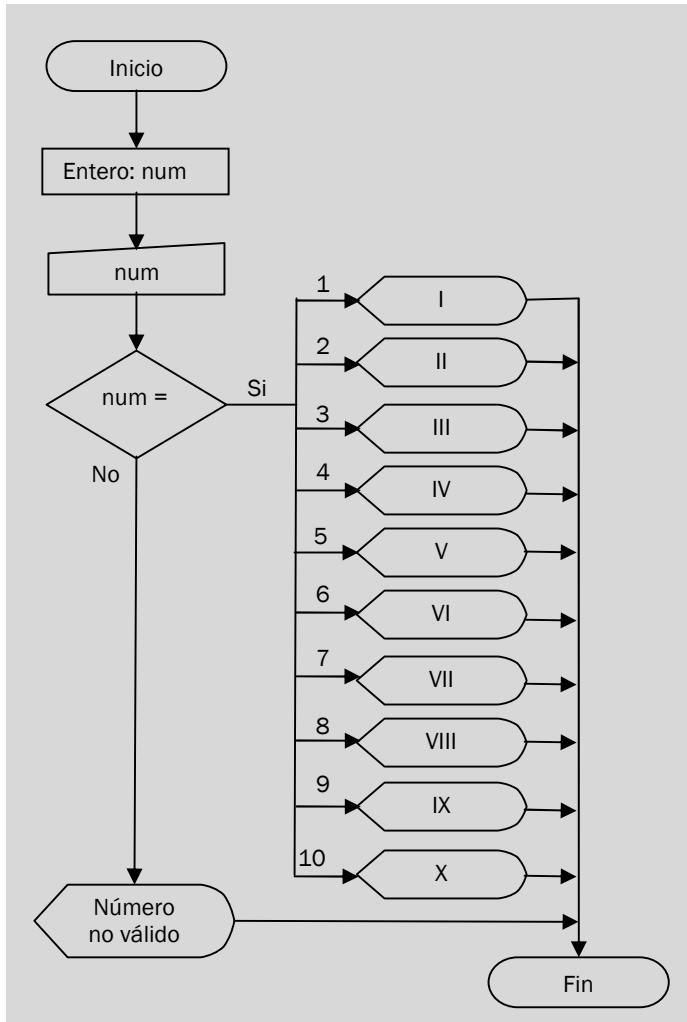 Inicio
Entero: num
num
num =
Si
No
1
I
2
II
3
III
4
IV
5
V
6
VI
7
VII
8
VIII
9
IX
10
X
Número
no válido
Fin